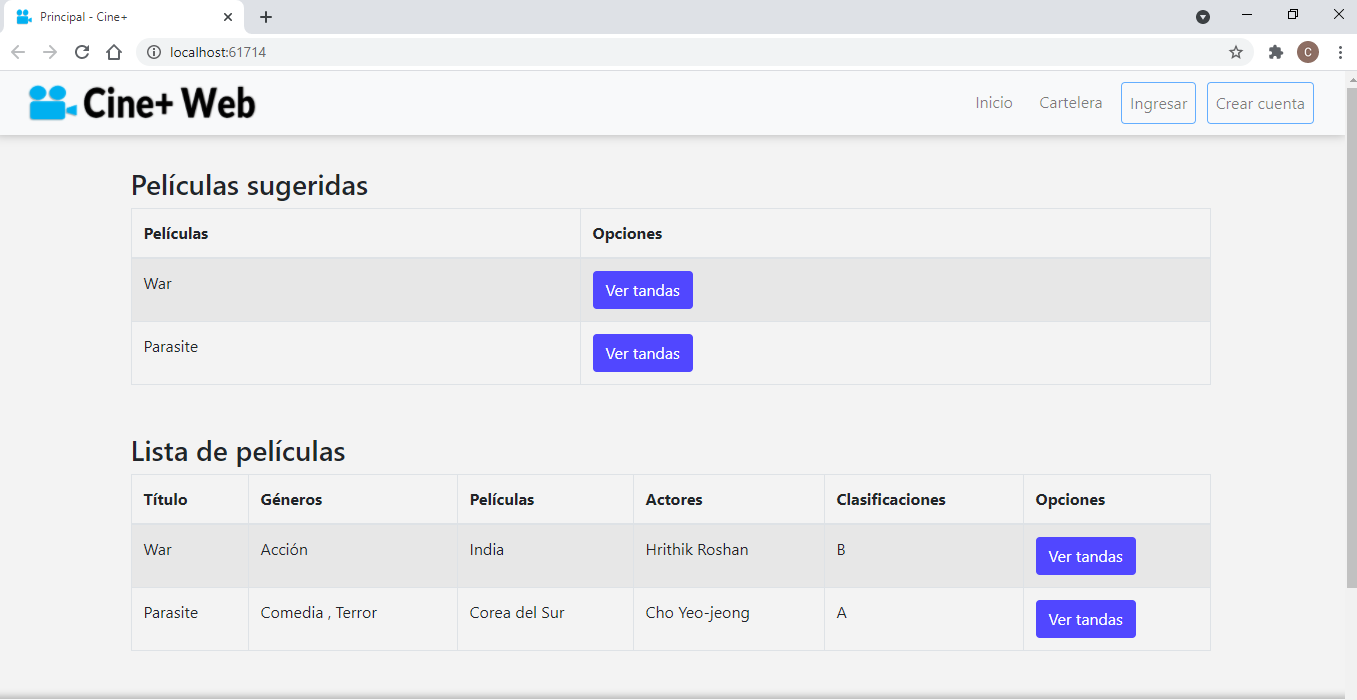 Principal - Cine+
localhost:61714
C
Cine+ Web
Inicio Cartelera Ingresar Crear cuenta
Películas sugeridas
Películas Opciones
War Ver tandas
Parasite Ver tandas
Lista de películas
Título Géneros Películas Actores Clasificaciones Opciones
War Acción India Hrithik Roshan B Ver tandas
Parasite Comedia , Terror Corea del Sur Cho Yeo-jeong A Ver tandas